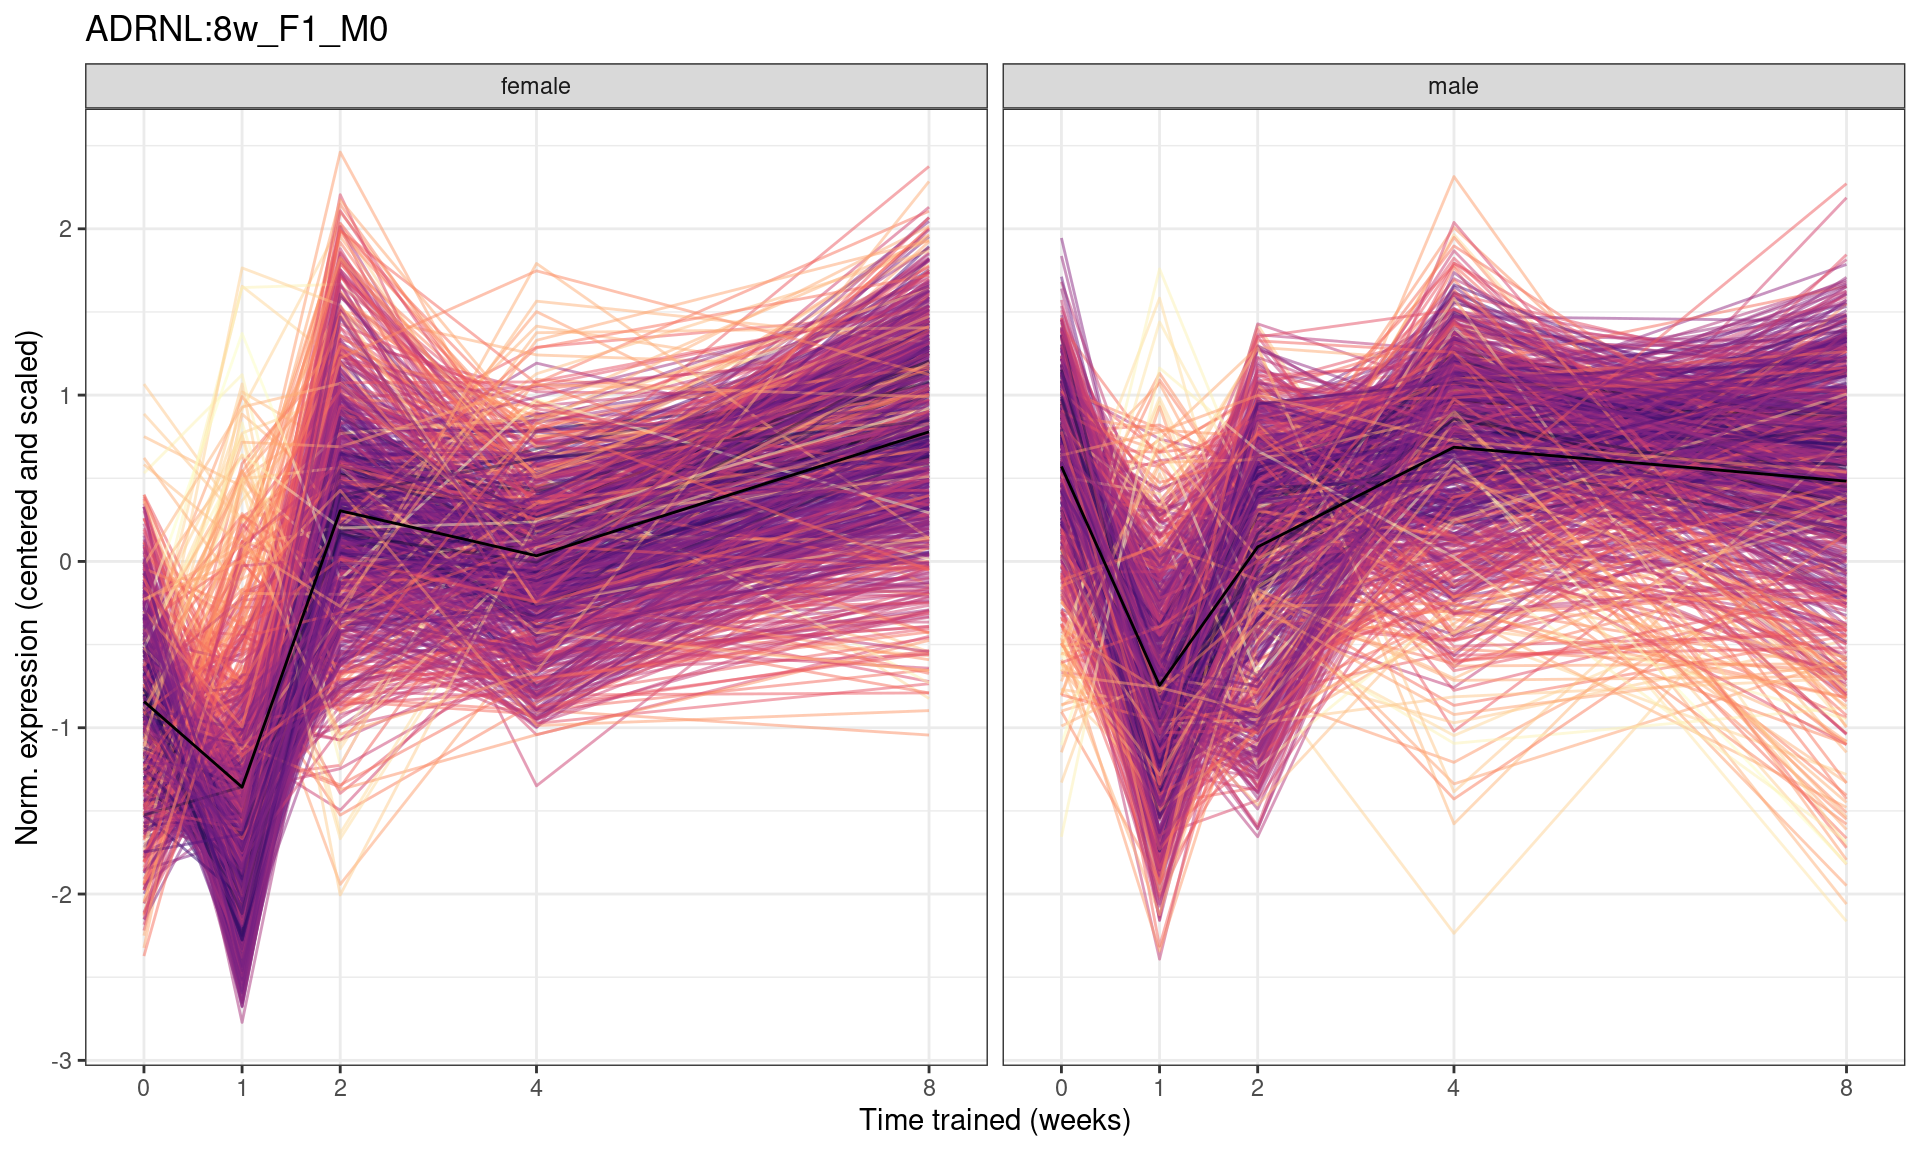 ADRNL:8w_F1_M0
female
male
Norm. expression (centered and scaled)
2
1
0
-1
-2
-3
0 1 2 4 8
0 1 2 4 8
Time trained (weeks)